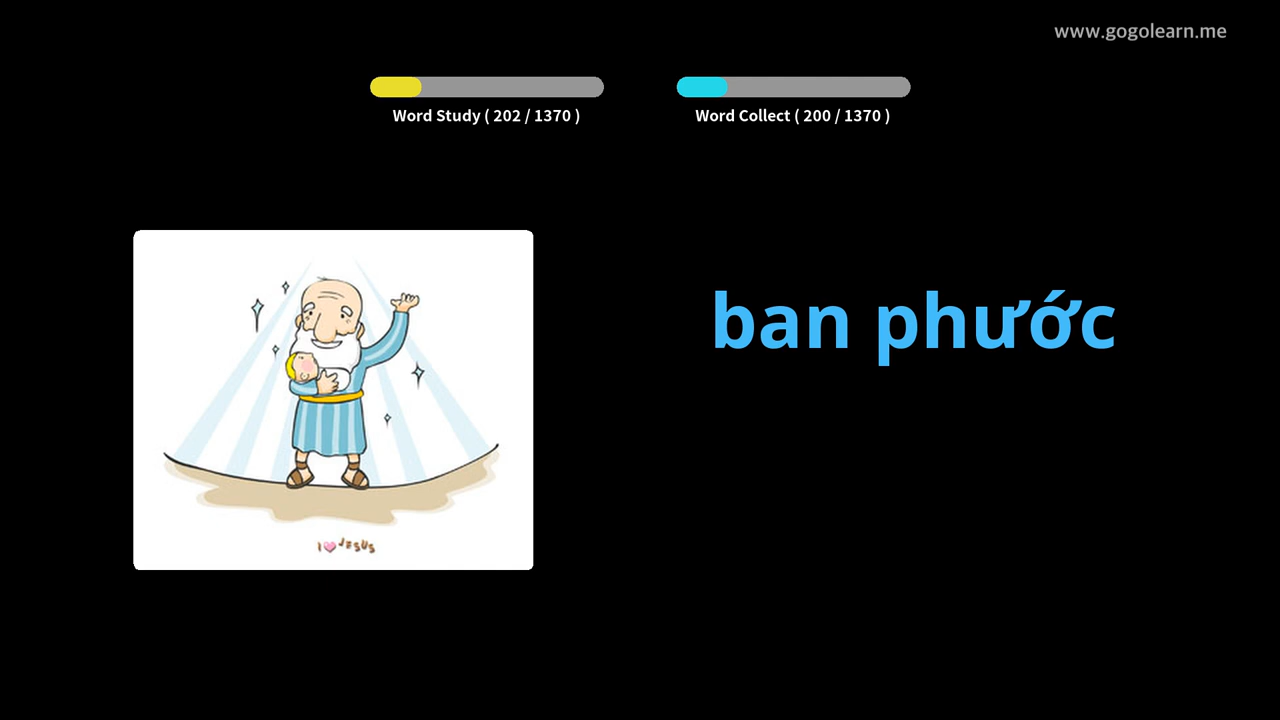 www.gogolearn.me
Word Study ( 202 / 1370 )
Word Collect ( 200 / 1370 )
ban phước
I JESUS